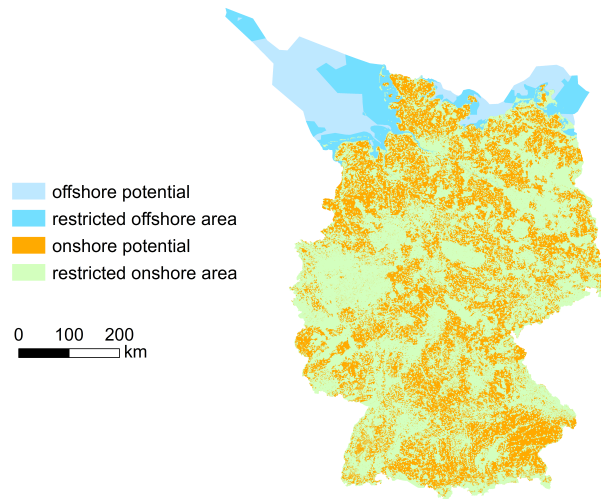 offshore potential
restricted offshore area
onshore potential
restricted onshore area
0 100 200
km